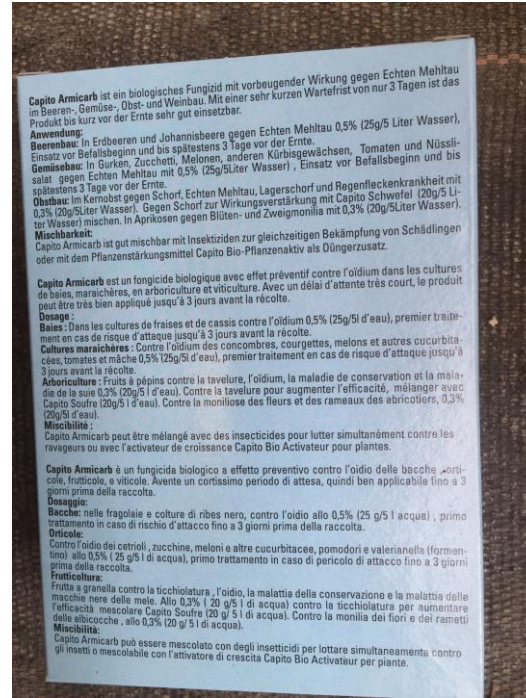 Capito Armicarb ist ein biologisches Fungizid mit vorbeugender Wirkung gegen Echten Mehltau
im Beeren-, Gemüse-, Obst- und Weinbau. Mit einer sehr kurzen Wartefrist von nur 3 Tagen ist das
Produkt bis kurz vor der Ernte sehr gut einsetzbar.
Anwendung:
Beerenbau: In Erdbeeren und Johannisbeere gegen Echten Mehltau 0,5% (25g/5 Liter Wasser),
Einsatz vor Befallsbeginn und bis spätestens 3 Tage vor der Ernte.
Gemüsebau: In Gurken, Zucchetti, Melonen, anderen Kürbisgewächsen, Tomaten und Nüssli-
salat gegen Echten Mehltau mit 0,5% (25g/5Liter Wasser) , Einsatz vor Befallsbeginn und bis
spätestens 3 Tage vor der Ernte.
Obstbau: Im Kernobst gegen Schorf, Echten Mehltau, Lagerschorf und Regenfleckenkrankheit mit
0,3% (20g/5Liter Wasser). Gegen Schorf zur Wirkungsverstärkung mit Capito Schwefel (20g/5 Li-
ter Wasser) mischen. In Aprikosen gegen Blüten- und Zweigmonilia mit 0,3% (20g/5Liter Wasser).
Mischbarkeit:
Capito Armicarb ist gut mischbar mit Insektiziden zur gleichzeitigen Bekämpfung von Schädlingen
oder mit dem Pflanzenstärkungsmittel Capito Bio-Pflanzenaktiv als Düngerzusatz.
Capito Armicarb est un fongicide biologique avec effet préventif contre l'oïdium dans les cultures
de baies, maraichères, en arboriculture et viticulture. Avec un délai d'attente très court, le produit
peut être très bien appliqué jusqu'à 3 jours avant la récolte.
Dosage :
Baies : Dans les cultures de fraises et de cassis contre l'oïdium 0,5% (25g/5l d'eau), premier traite-
ment en cas de risque d'attaque jusqu'à 3 jours avant la récolte.
Cultures maraichères : Contre l'oïdium des concombres, courgettes, melons et autres cucurbita-
cées, tomates et mâche 0,5% (25g/5l d'eau), premier traitement en cas de risque d'attaque jusqu'à
3 jours avant la récolte.
Arboriculture : Fruits à pépins contre la tavelure, l'oïdium, la maladie de conservation et la mala-
die de la suie 0,3% (20g/5 l d'eau). Contre la tavelure pour augmenter l'efficacité, mélanger avec
Capito Soufre (20g/5 l d'eau). Contre la moniliose des fleurs et des rameaux des abricotiers, 0,3%
(20g/5l d'eau).
Miscibilité :
Capito Armicarb peut être mélangé avec des insecticides pour lutter simultanément contre les
ravageurs ou avec l'activateur de croissance Capito Bio Activateur pour plantes.
Capito Armicarb è un fungicida biologico a effetto preventivo contro l'oidio delle bacche , orti-
cole, frutticole, e viticole. Avente un cortissimo periodo di attesa, quindi ben applicabile fino a 3
giorni prima della raccolta.
Dosaggio:
Bacche: nelle fragolaie e colture di ribes nero, contro l'oidio allo 0,5% (25 g/5 l acqua) , primo
trattamento in caso di rischio d'attacco fino a 3 giorni prima della raccolta.
Orticole:
Contro l'oidio dei cetrioli , zucchine, meloni e altre cucurbitacee, pomodori e valerianella (formen-
tino) allo 0,5% ( 25 g/5 l di acqua), primo trattamento in caso di pericolo di attacco fino a 3 giorni
prima della raccolta.
Frutticoltura:
Frutta a granella contro la ticchiolatura , l'oidio, la malattia della conservazione e la malattia delle
macchie nere delle mele. Allo 0.3% ( 20 g/5 l di acqua) contro la ticchiolatura per aumentare
l'efficacità mescolare Capito Soufre (20 g/ 5 l di acqua). Contro la monilia dei fiori e dei rametti
delle albicocche , allo 0,3% (20 g/ 5 l di acqua).
Miscibilità:
Capito Armicarb può essere mescolato con degli insetticidi per lottare simultaneamente contro
gli insetti o mescolabile con l'attivatore di crescita Capito Bio Activateur per piante.